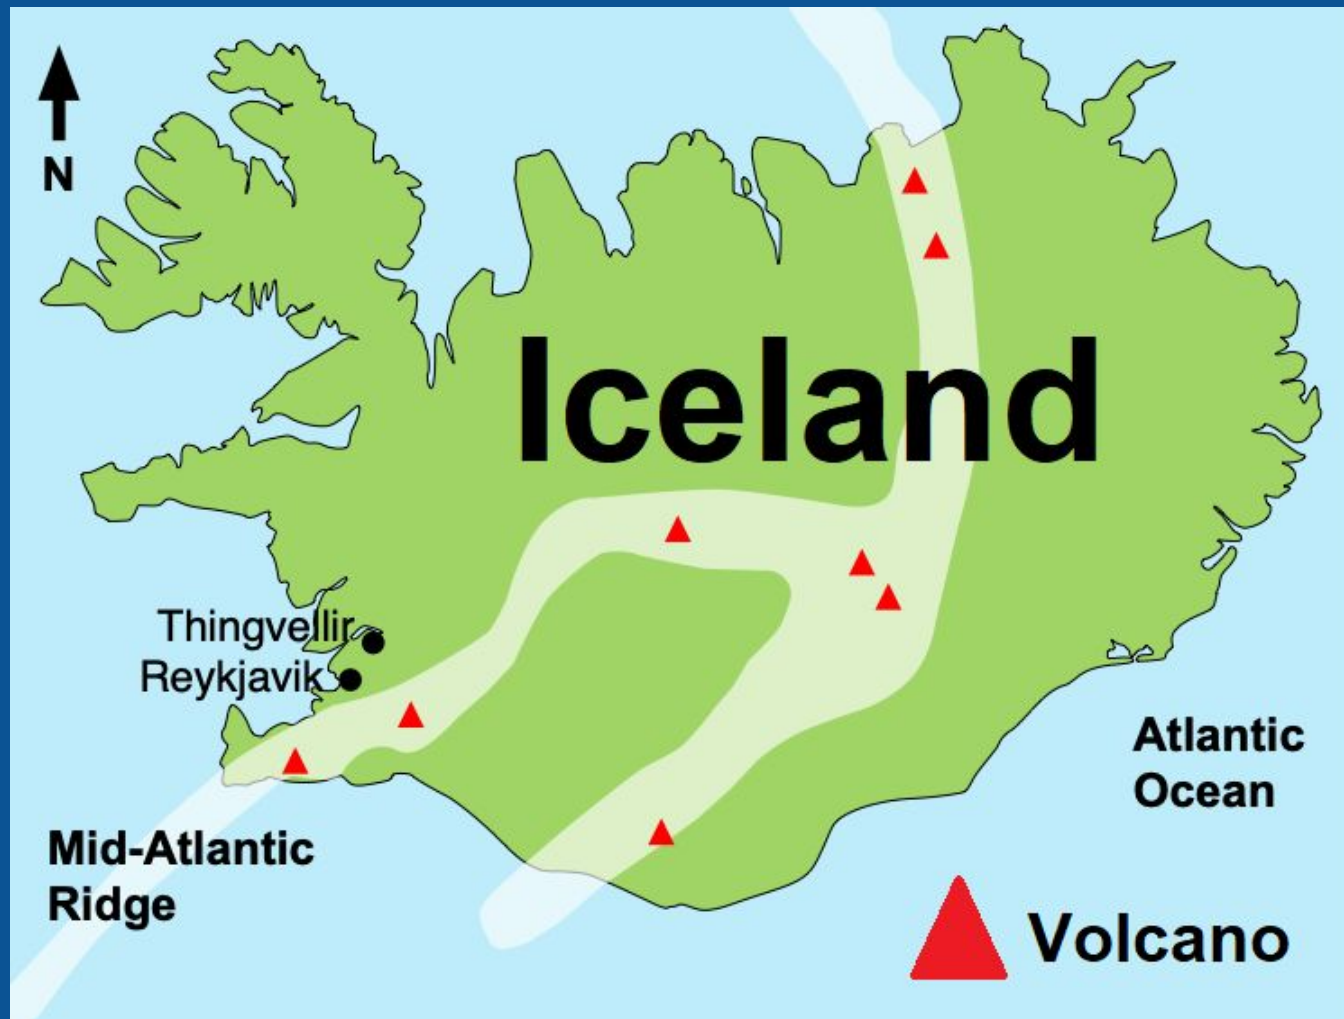 N
Iceland
Thingvellir
Reykjavik
Mid-Atlantic
Ridge
Atlantic
Ocean
Volcano